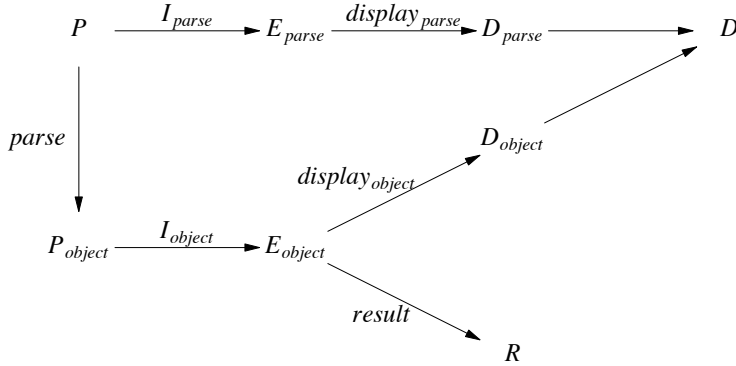 I_parse display_parse
P E_parse D_parse D
parse
D_object
display_object
I_object
P_object E_object
result
R